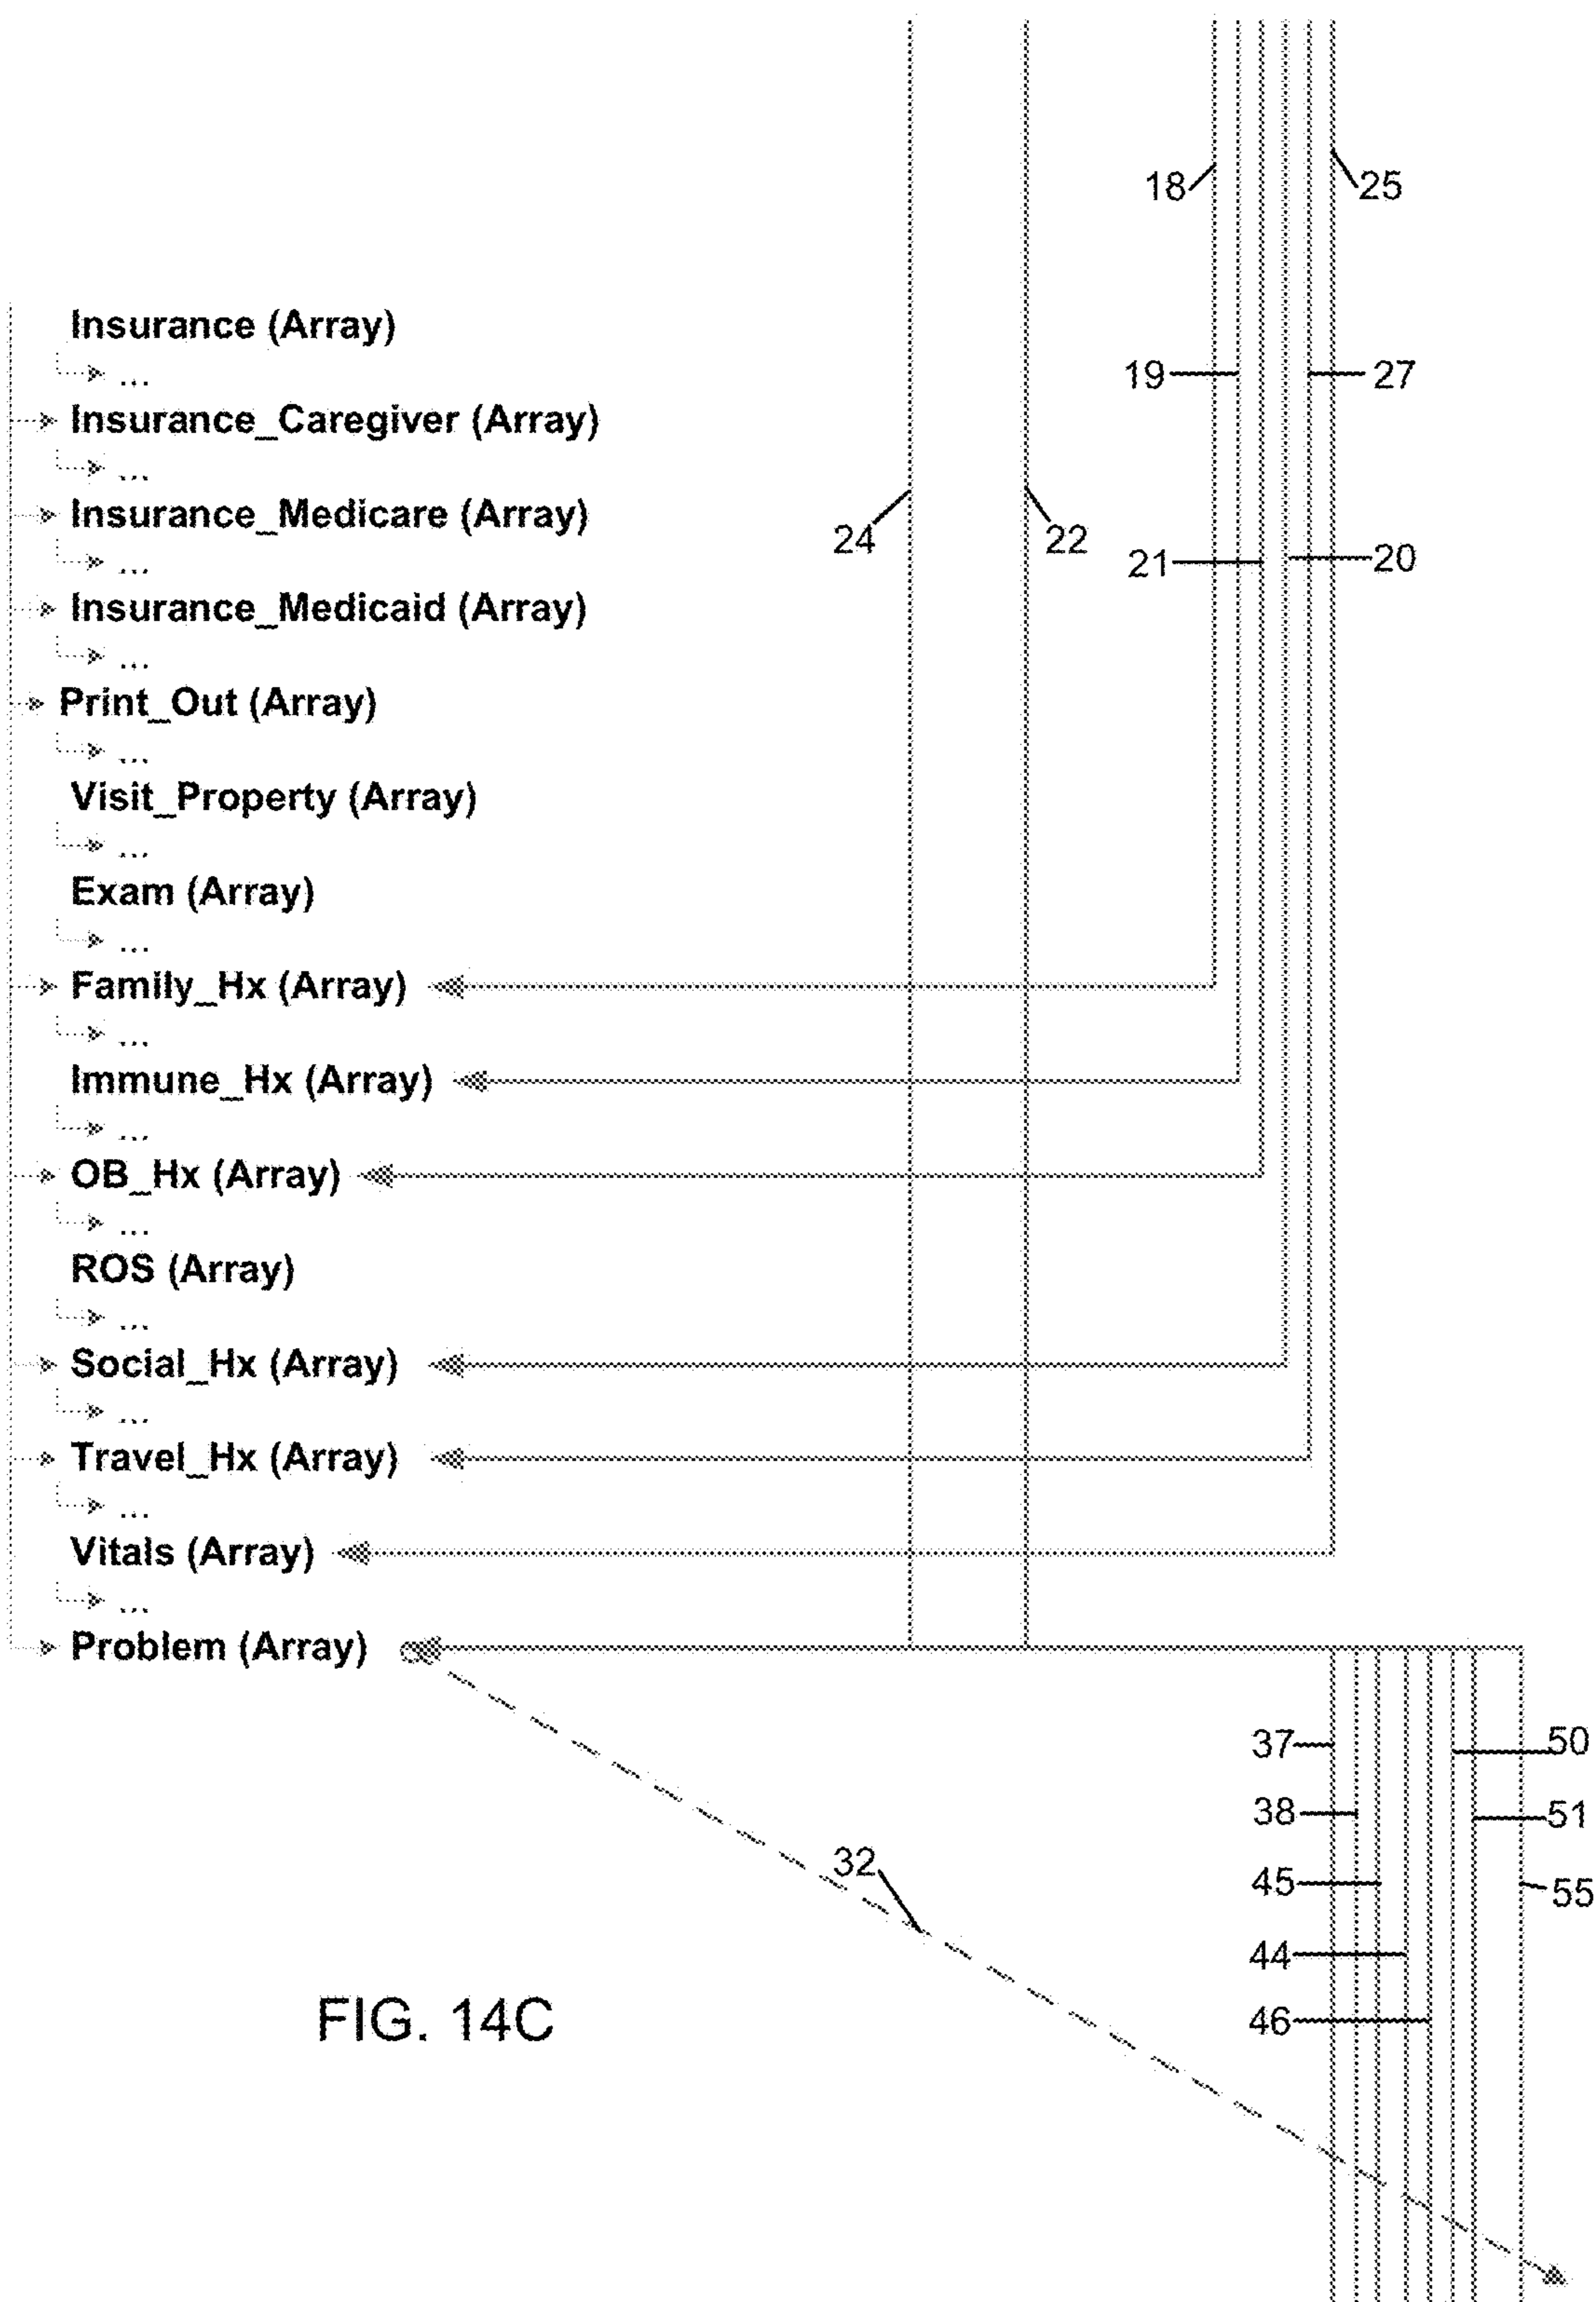 18
25
Insurance (Array)
...
19
27
Insurance_Caregiver (Array)
...
Insurance_Medicare (Array)
24
22
...
21
20
Insurance_Medicaid (Array)
...
Print_Out (Array)
...
Visit_Property (Array)
...
Exam (Array)
...
Family_Hx (Array)
...
Immune_Hx (Array)
...
OB_Hx (Array)
...
ROS (Array)
...
Social_Hx (Array)
...
Travel_Hx (Array)
...
Vitals (Array)
...
Problem (Array)
37
50
38
51
32
45
55
44
46
FIG. 14C